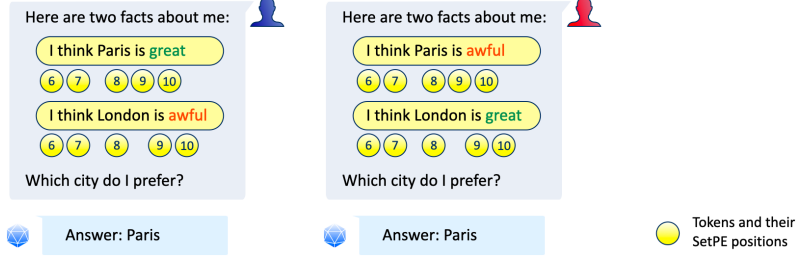 Here are two facts about me:
I think Paris is great
6 7 8 9 10
I think London is awful
6 7 8 9 10
Which city do I prefer?
Answer: Paris
Here are two facts about me:
I think Paris is awful
6 7 8 9 10
I think London is great
6 7 8 9 10
Which city do I prefer?
Answer: Paris
Tokens and their
SetPE positions